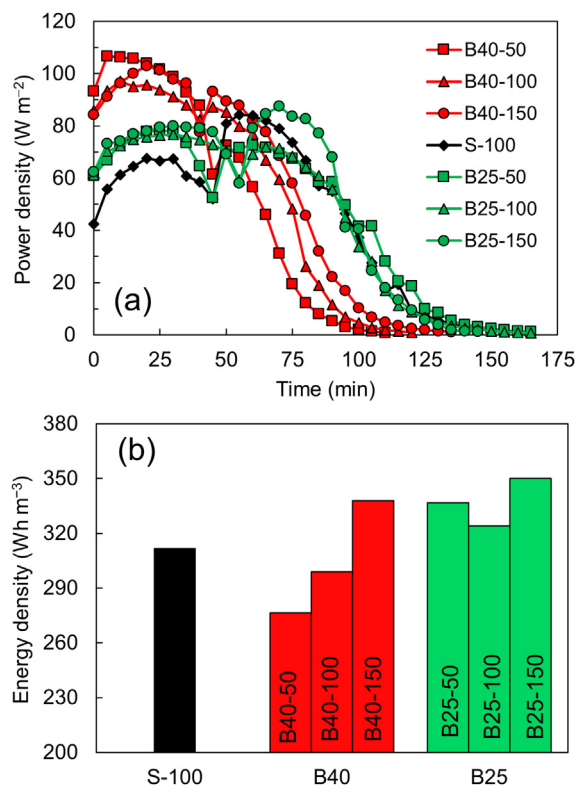 120
100
80
60
40
20
0
Power density (W m⁻²)
(a)
B40-50
B40-100
B40-150
S-100
B25-50
B25-100
B25-150
0 25 50 75 100 125 150 175
Time (min)
380
350
320
290
260
230
200
Energy density (Wh m⁻³)
(b)
B40-50
B40-100
B40-150
B25-50
B25-100
B25-150
S-100 B40 B25